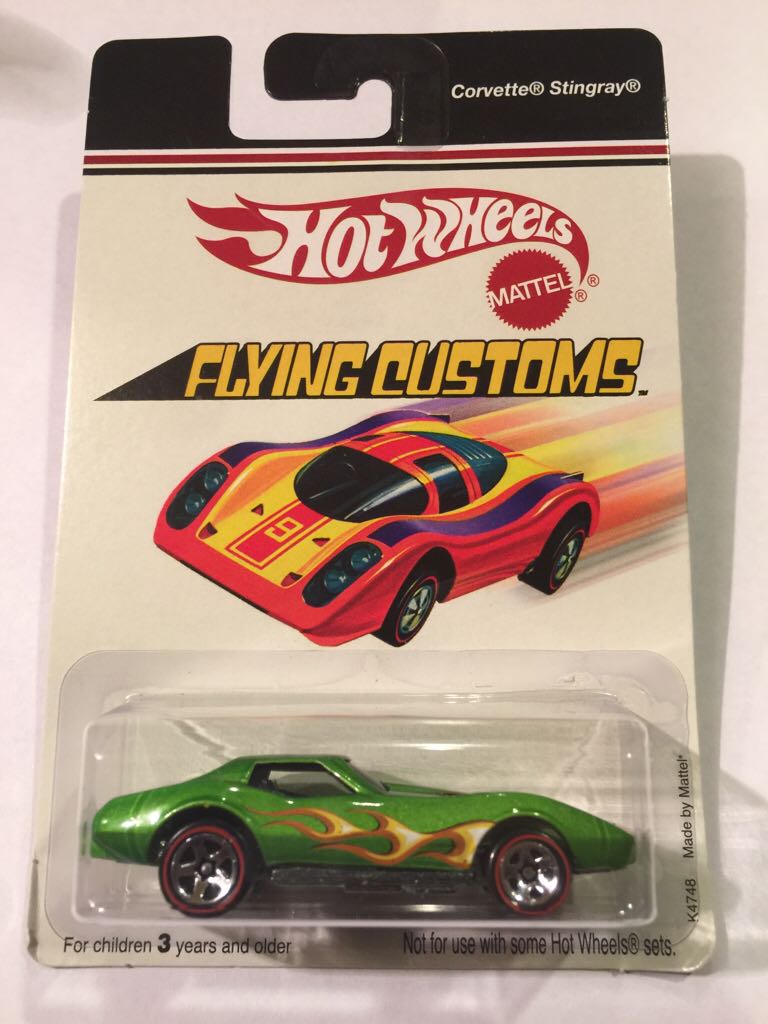 Corvette® Stingray®
Hot Wheels
MATTEL®
®
FLYING CUSTOMS™
9
Made by Mattel®
K4748
For children 3 years and older
Not for use with some Hot Wheels® sets.